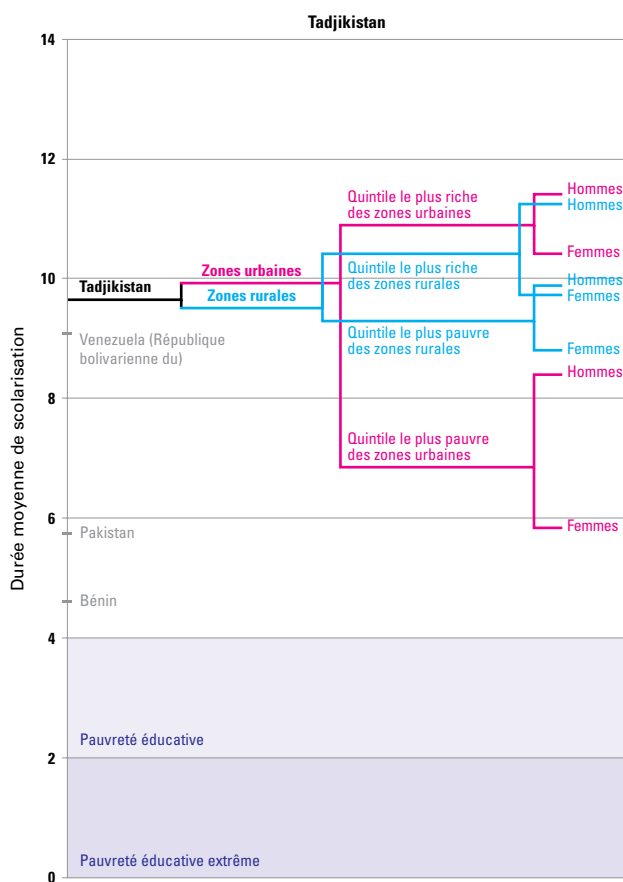 Tadjikistan
Durée moyenne de scolarisation
14
12
10
8
6
4
2
0
Tadjikistan
Venezuela (République
bolivarienne du)
Pakistan
Bénin
Pauvreté éducative
Pauvreté éducative extrême
Zones urbaines
Zones rurales
Quintile le plus riche
des zones urbaines
Quintile le plus riche
des zones rurales
Quintile le plus pauvre
des zones rurales
Quintile le plus pauvre
des zones urbaines
Hommes
Hommes
Femmes
Hommes
Femmes
Femmes
Hommes
Femmes